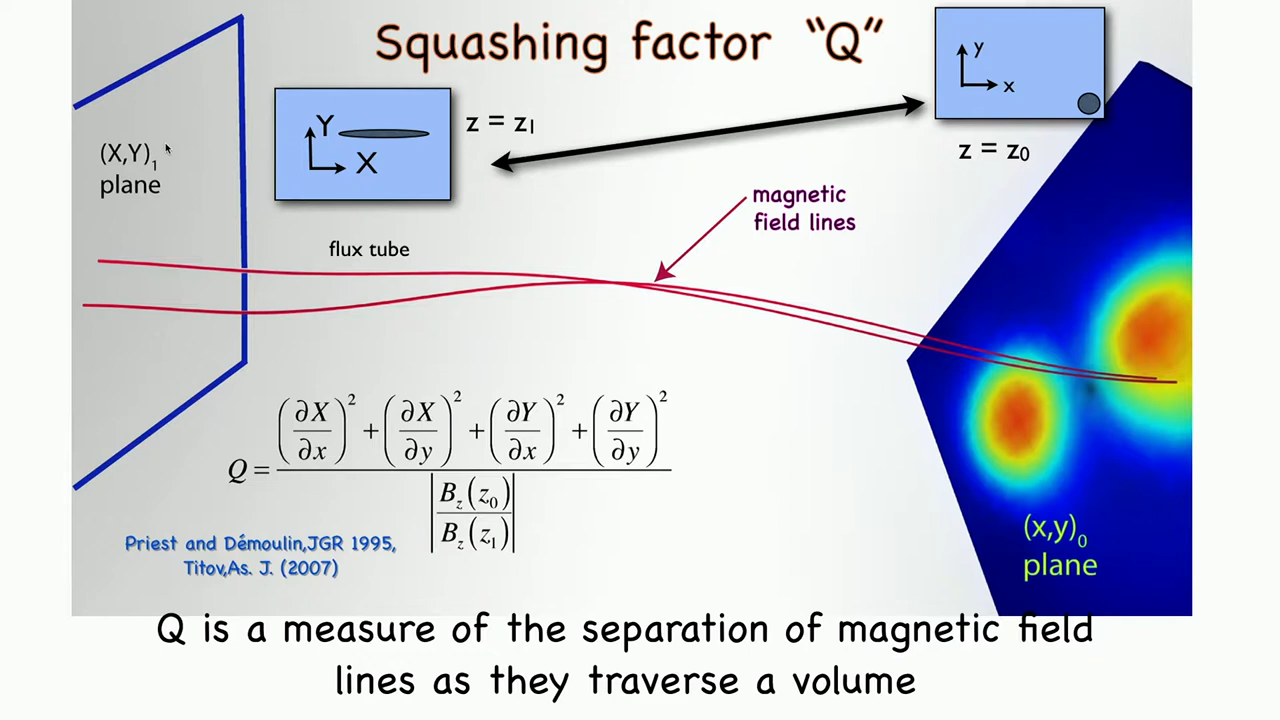 Squashing factor “Q”
(X,Y)₁
plane
Y
X
z = z₁
y
x
z = z₀
magnetic
field lines
flux tube
Q = ((∂X/∂x)² + (∂X/∂y)² + (∂Y/∂x)² + (∂Y/∂y)²) / |B_z(z₀)/B_z(z₁)|
Priest and Démoulin,JGR 1995,
Titov,As. J. (2007)
(x,y)₀
plane
Q is a measure of the separation of magnetic field
lines as they traverse a volume